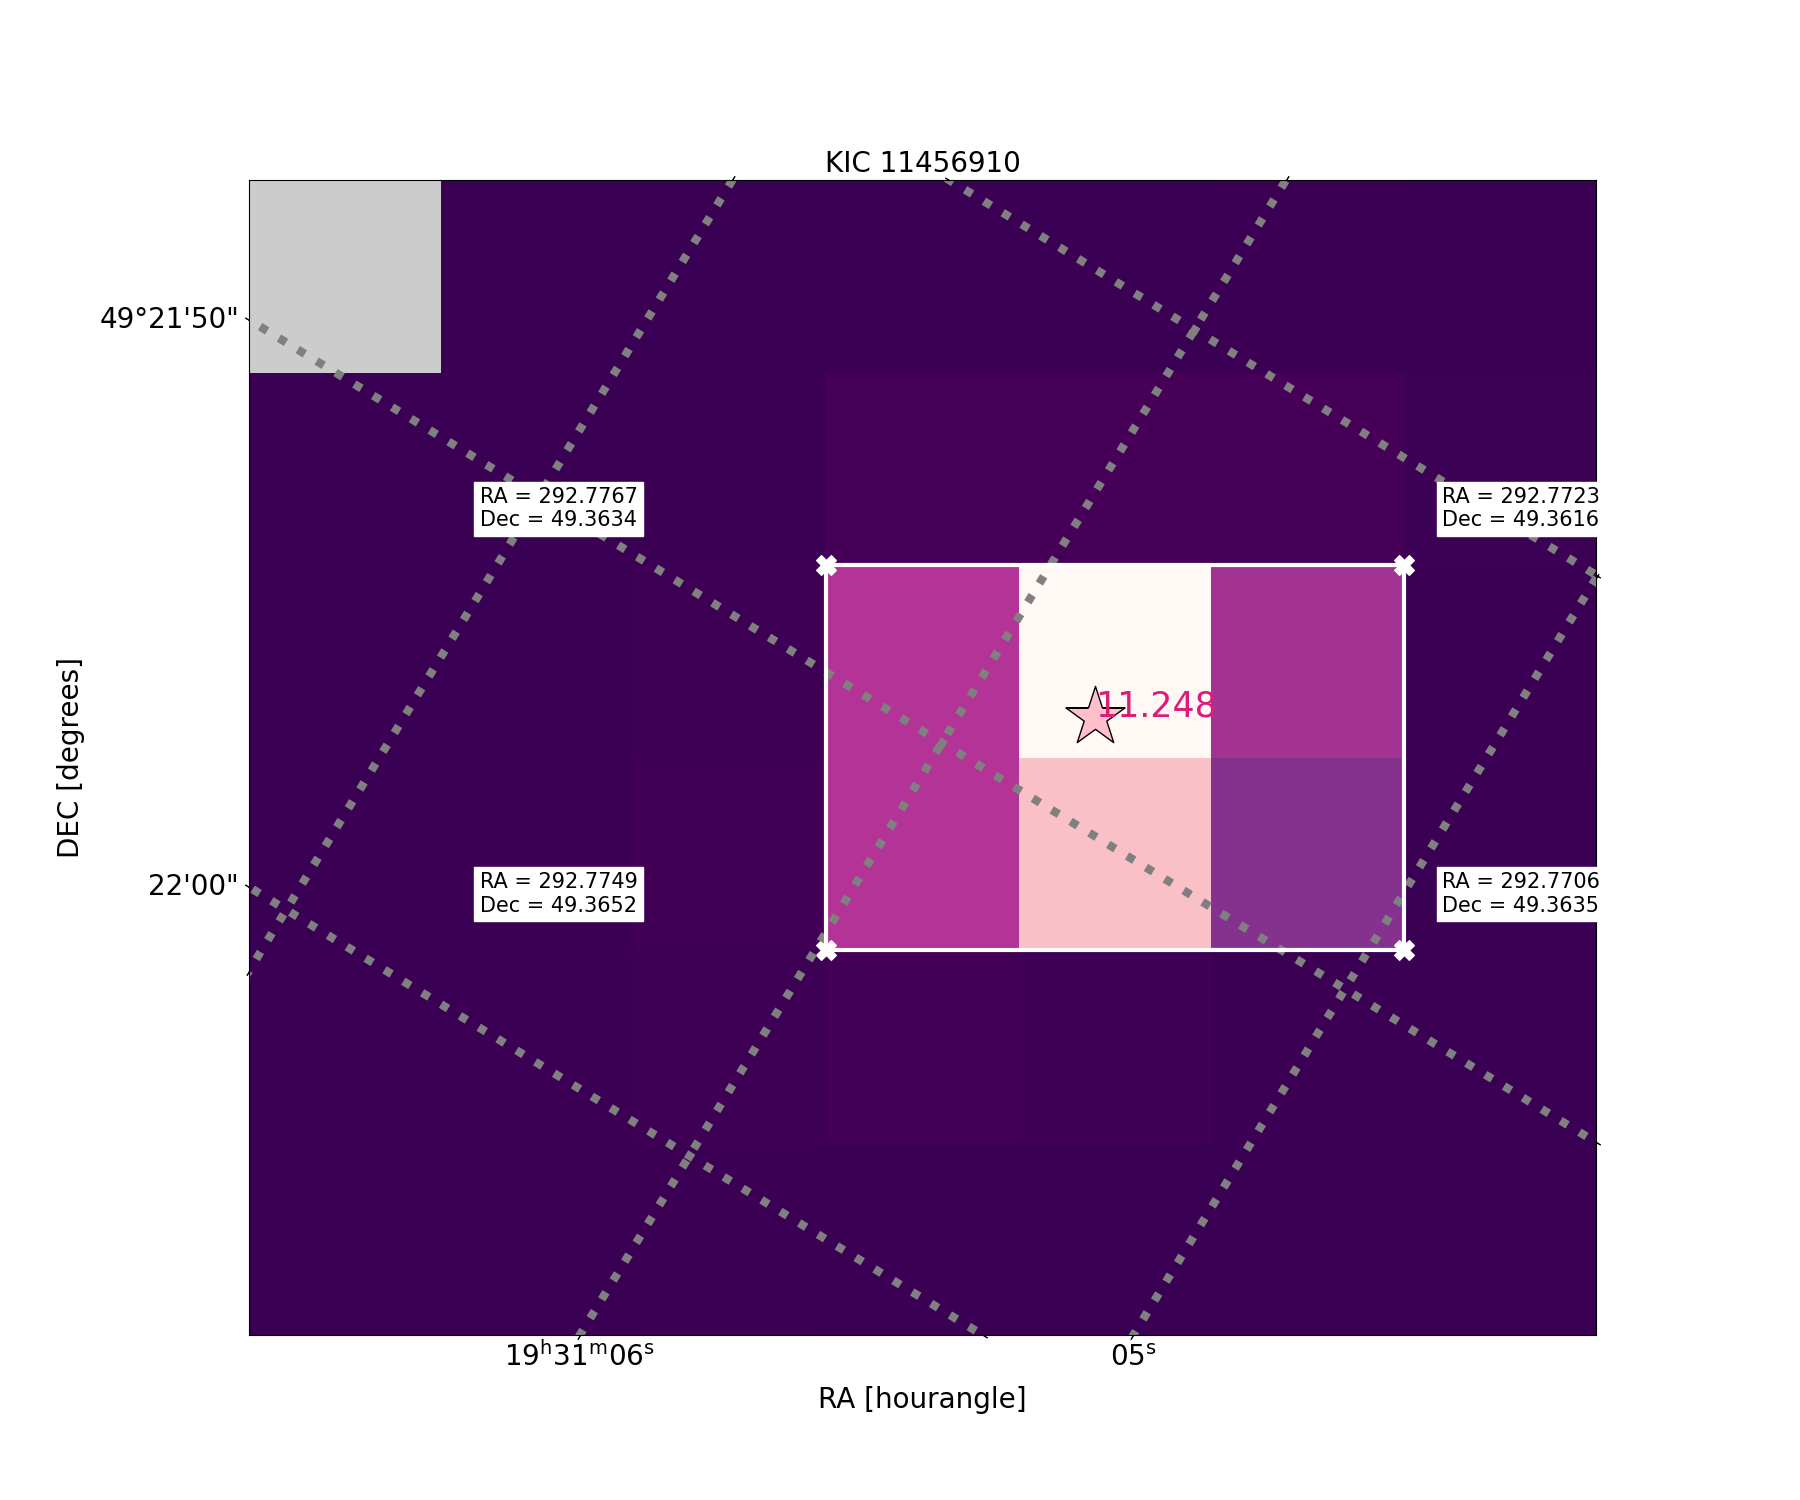 KIC 11456910
49°21'50"
RA = 292.7767
Dec = 49.3634
RA = 292.7723
Dec = 49.3616
11.248
DEC [degrees]
22'00"
RA = 292.7749
Dec = 49.3652
RA = 292.7706
Dec = 49.3635
19h31m06s
05s
RA [hourangle]